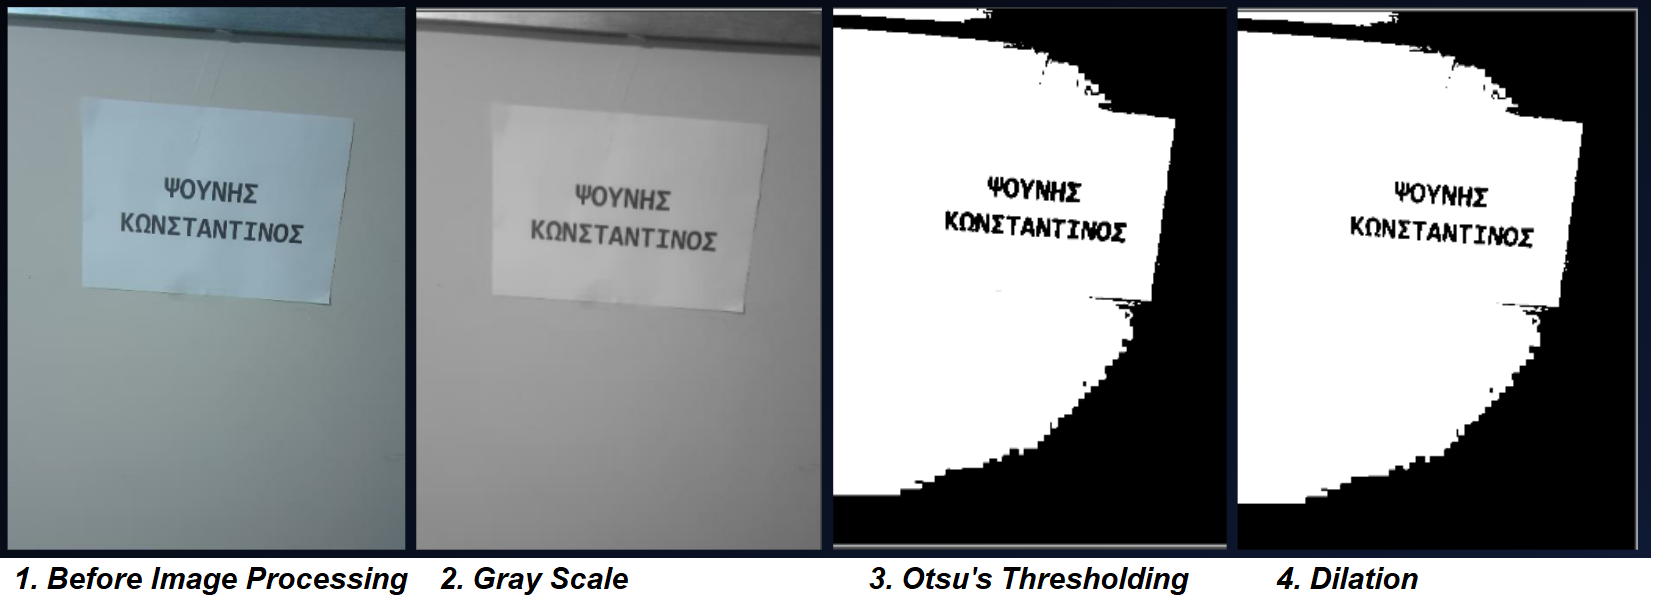 ΨΟΥΝΗΣ
ΚΩΝΣΤΑΝΤΙΝΟΣ
ΨΟΥΝΗΣ
ΚΩΝΣΤΑΝΤΙΝΟΣ
ΨΟΥΝΗΣ
ΚΩΝΣΤΑΝΤΙΝΟΣ
ΨΟΥΝΗΣ
ΚΩΝΣΤΑΝΤΙΝΟΣ
1. Before Image Processing
2. Gray Scale
3. Otsu's Thresholding
4. Dilation